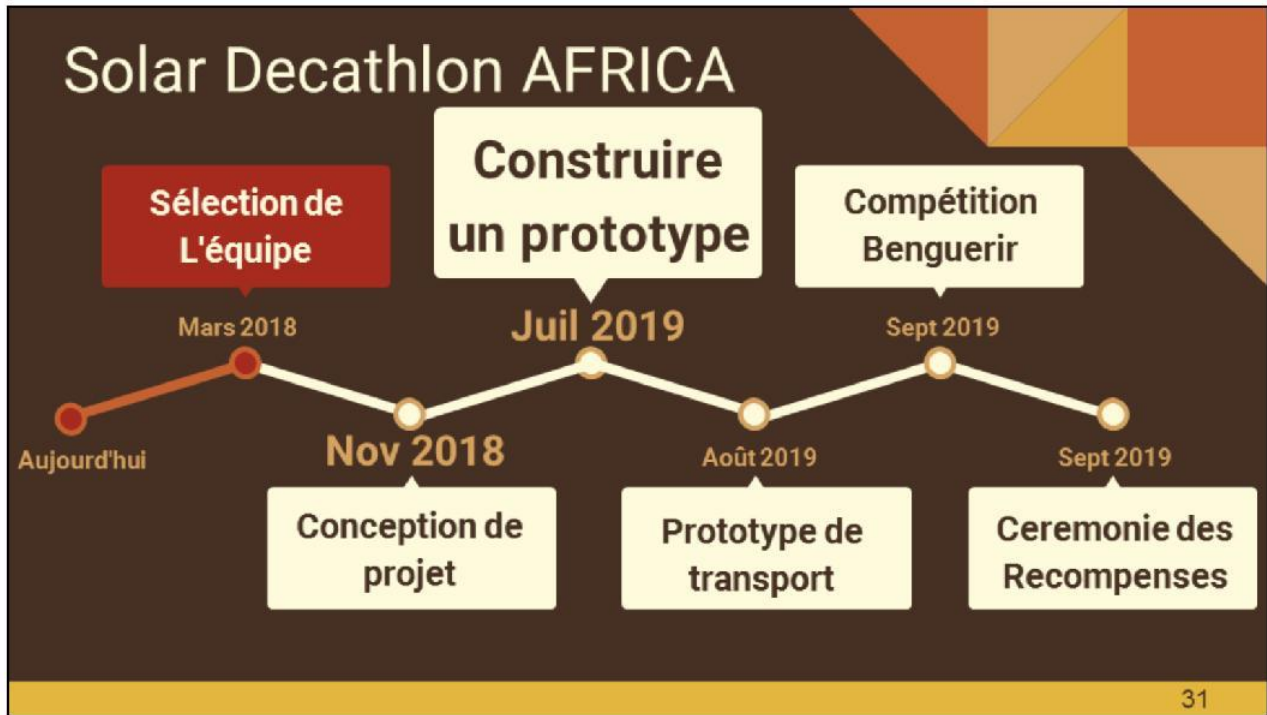 Solar Decathlon AFRICA
Sélection de
L'équipe
Mars 2018
Construire
un prototype
Juil 2019
Compétition
Benguerir
Sept 2019
Aujourd'hui
Nov 2018
Conception de
projet
Août 2019
Prototype de
transport
Sept 2019
Ceremonie des
Recompenses
31